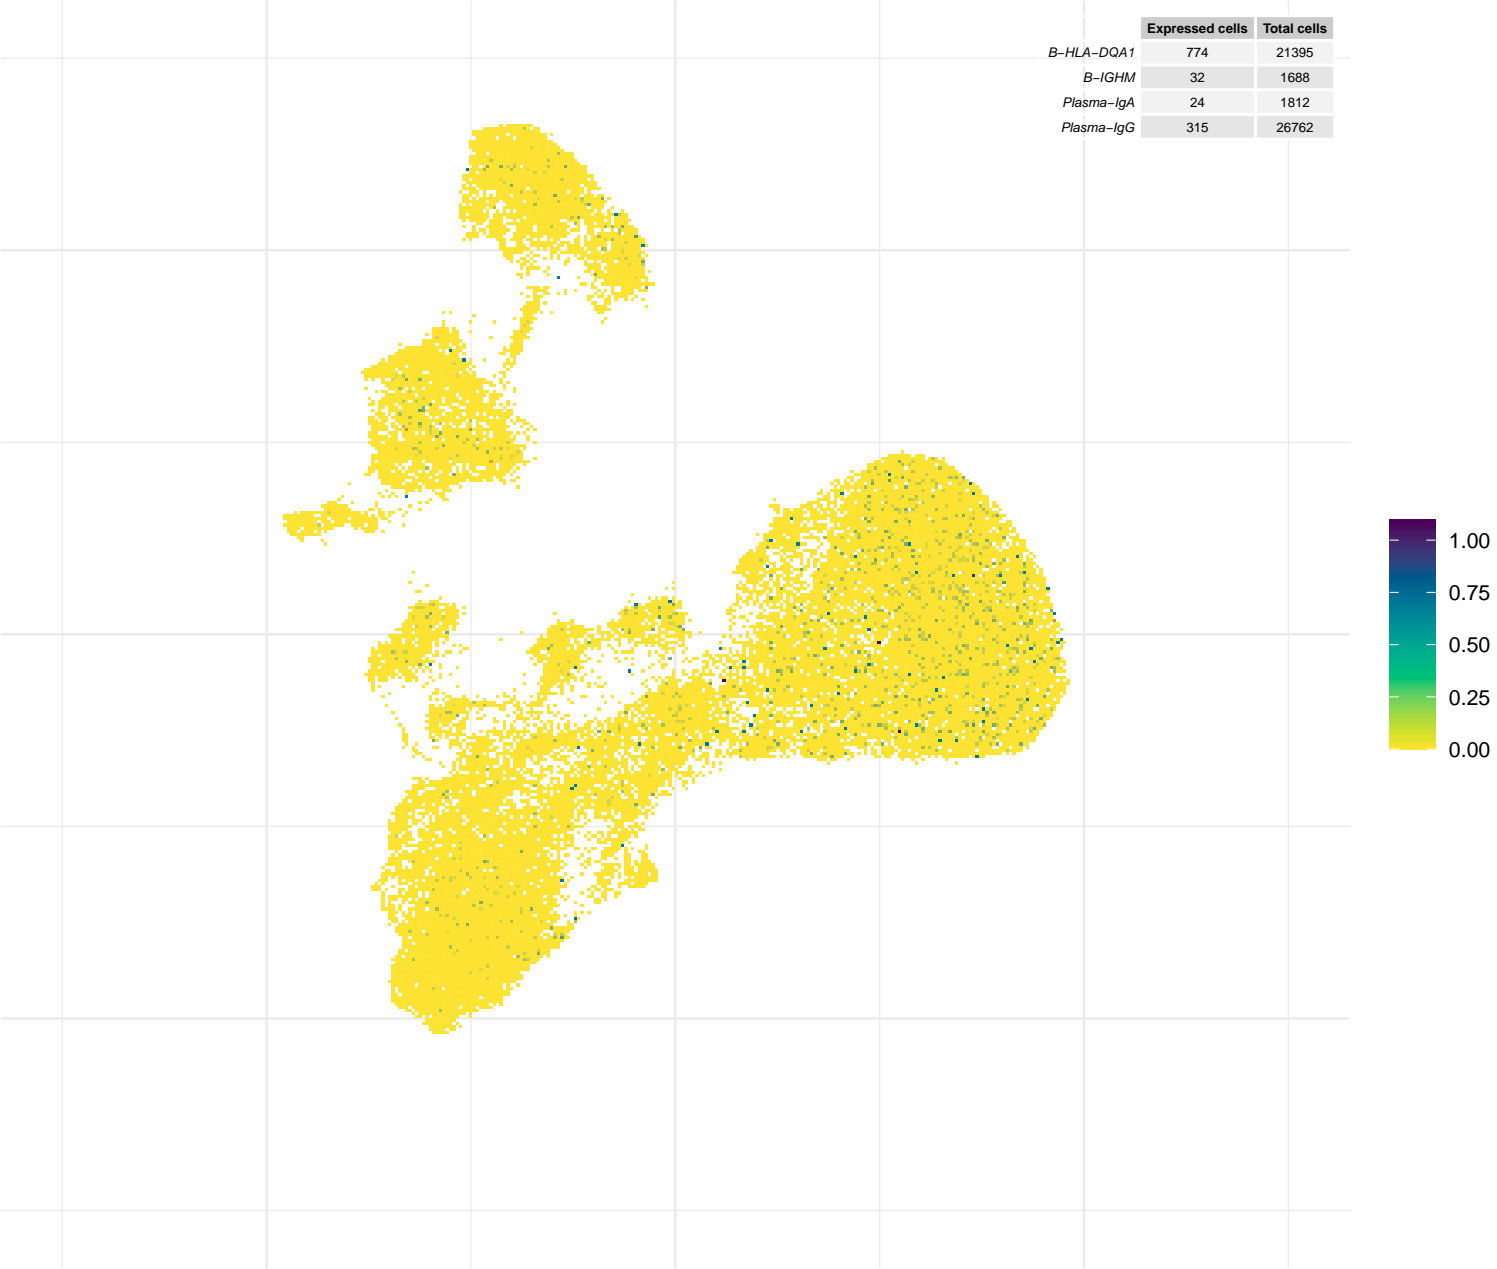 Expressed cells Total cells
B−HLA−DQA1 774 21395
B−IGHM 32 1688
Plasma−IgA 24 1812
Plasma−IgG 315 26762
1.00
0.75
0.50
0.25
0.00